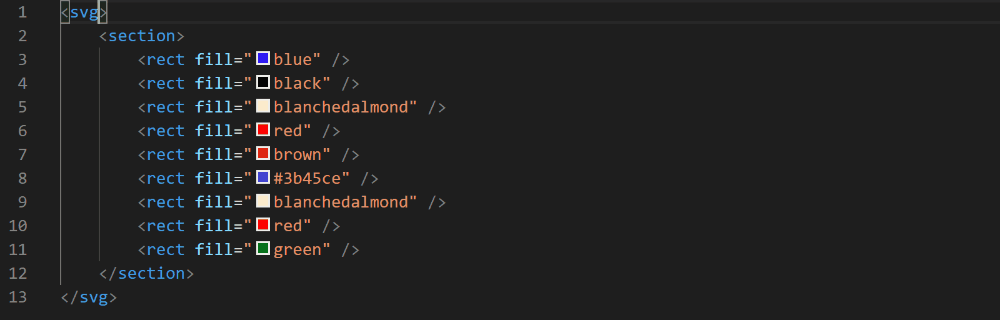 1 <svg>
2 <section>
3 <rect fill="blue" />
4 <rect fill="black" />
5 <rect fill="blanchedalmond" />
6 <rect fill="red" />
7 <rect fill="brown" />
8 <rect fill="#3b45ce" />
9 <rect fill="blanchedalmond" />
10 <rect fill="red" />
11 <rect fill="green" />
12 </section>
13 </svg>